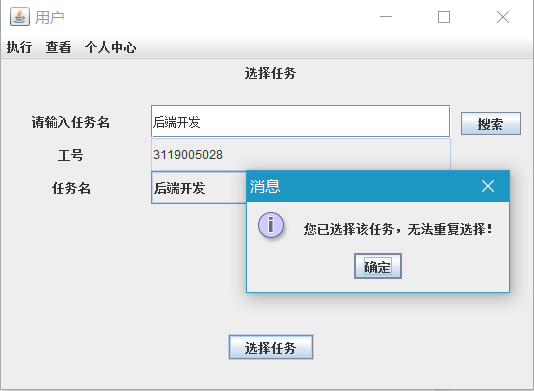 用户
执行 查看 个人中心
选择任务
请输入任务名 后端开发 搜索
工号 3119005028
任务名 后端开发
消息
您已选择该任务，无法重复选择！
确定
选择任务